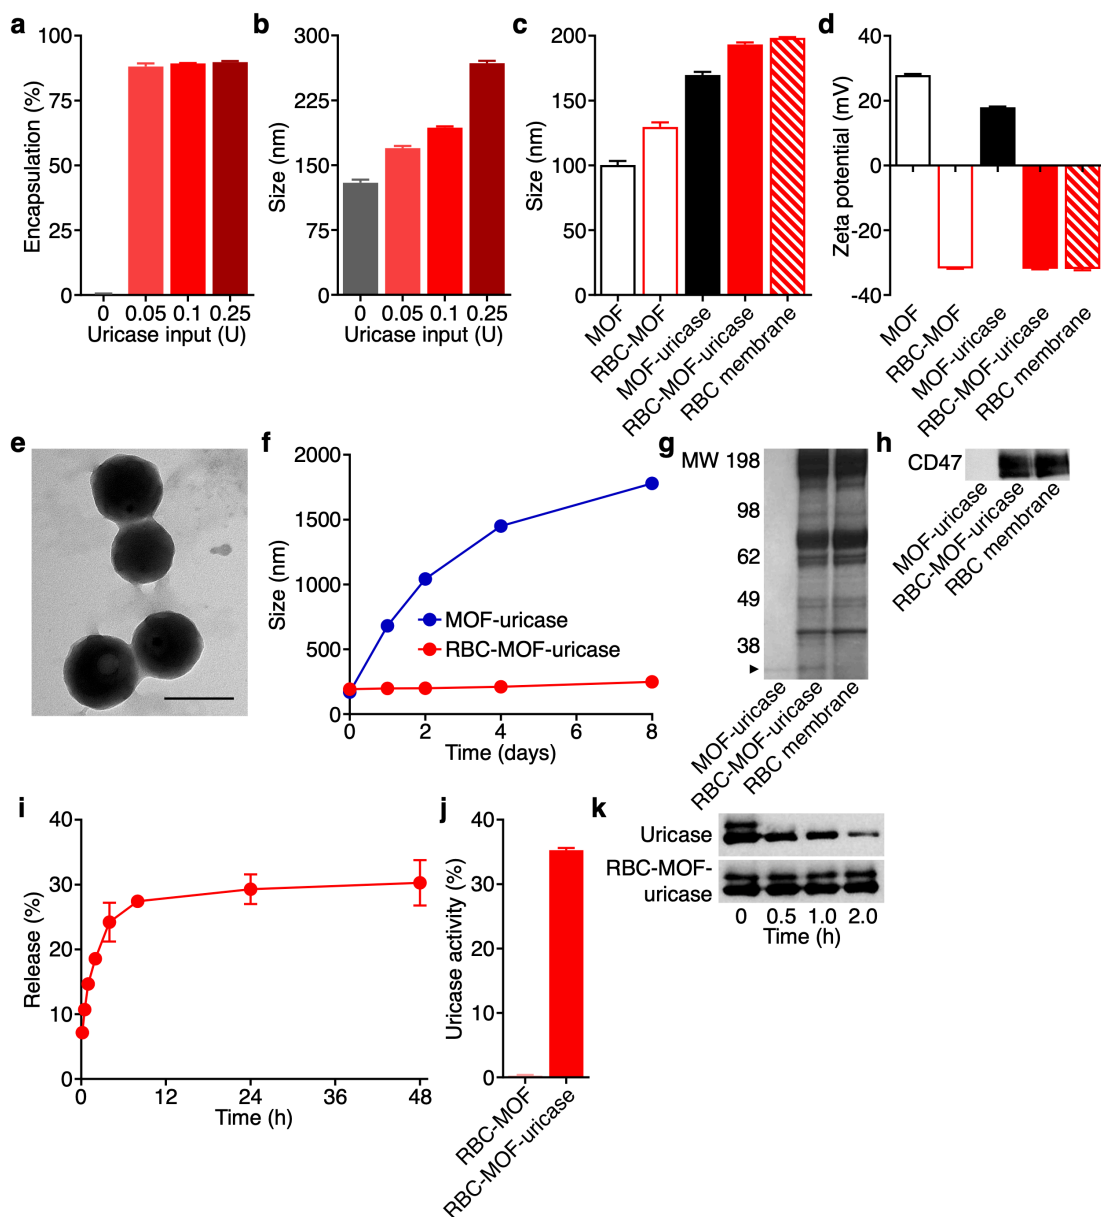 a
100
75
50
25
0
Encapsulation (%)
0 0.05 0.1 0.25
Uricase input (U)
b
300
225
150
75
0
Size (nm)
0 0.05 0.1 0.25
Uricase input (U)
c
200
150
100
50
0
Size (nm)
MOF
RBC-MOF
MOF-uricase
RBC-MOF-uricase
RBC membrane
d
40
20
0
-20
-40
Zeta potential (mV)
MOF
RBC-MOF
MOF-uricase
RBC-MOF-uricase
RBC membrane
e
f
2000
1500
1000
500
0
Size (nm)
MOF-uricase
RBC-MOF-uricase
0 2 4 6 8
Time (days)
g
MW 198
98
62
49
38
MOF-uricase
RBC-MOF-uricase
RBC membrane
h
CD47
MOF-uricase
RBC-MOF-uricase
RBC membrane
i
40
30
20
10
0
Release (%)
0 12 24 36 48
Time (h)
j
40
30
20
10
0
Uricase activity (%)
RBC-MOF
RBC-MOF-uricase
k
Uricase
RBC-MOF-
uricase
0 0.5 1.0 2.0
Time (h)